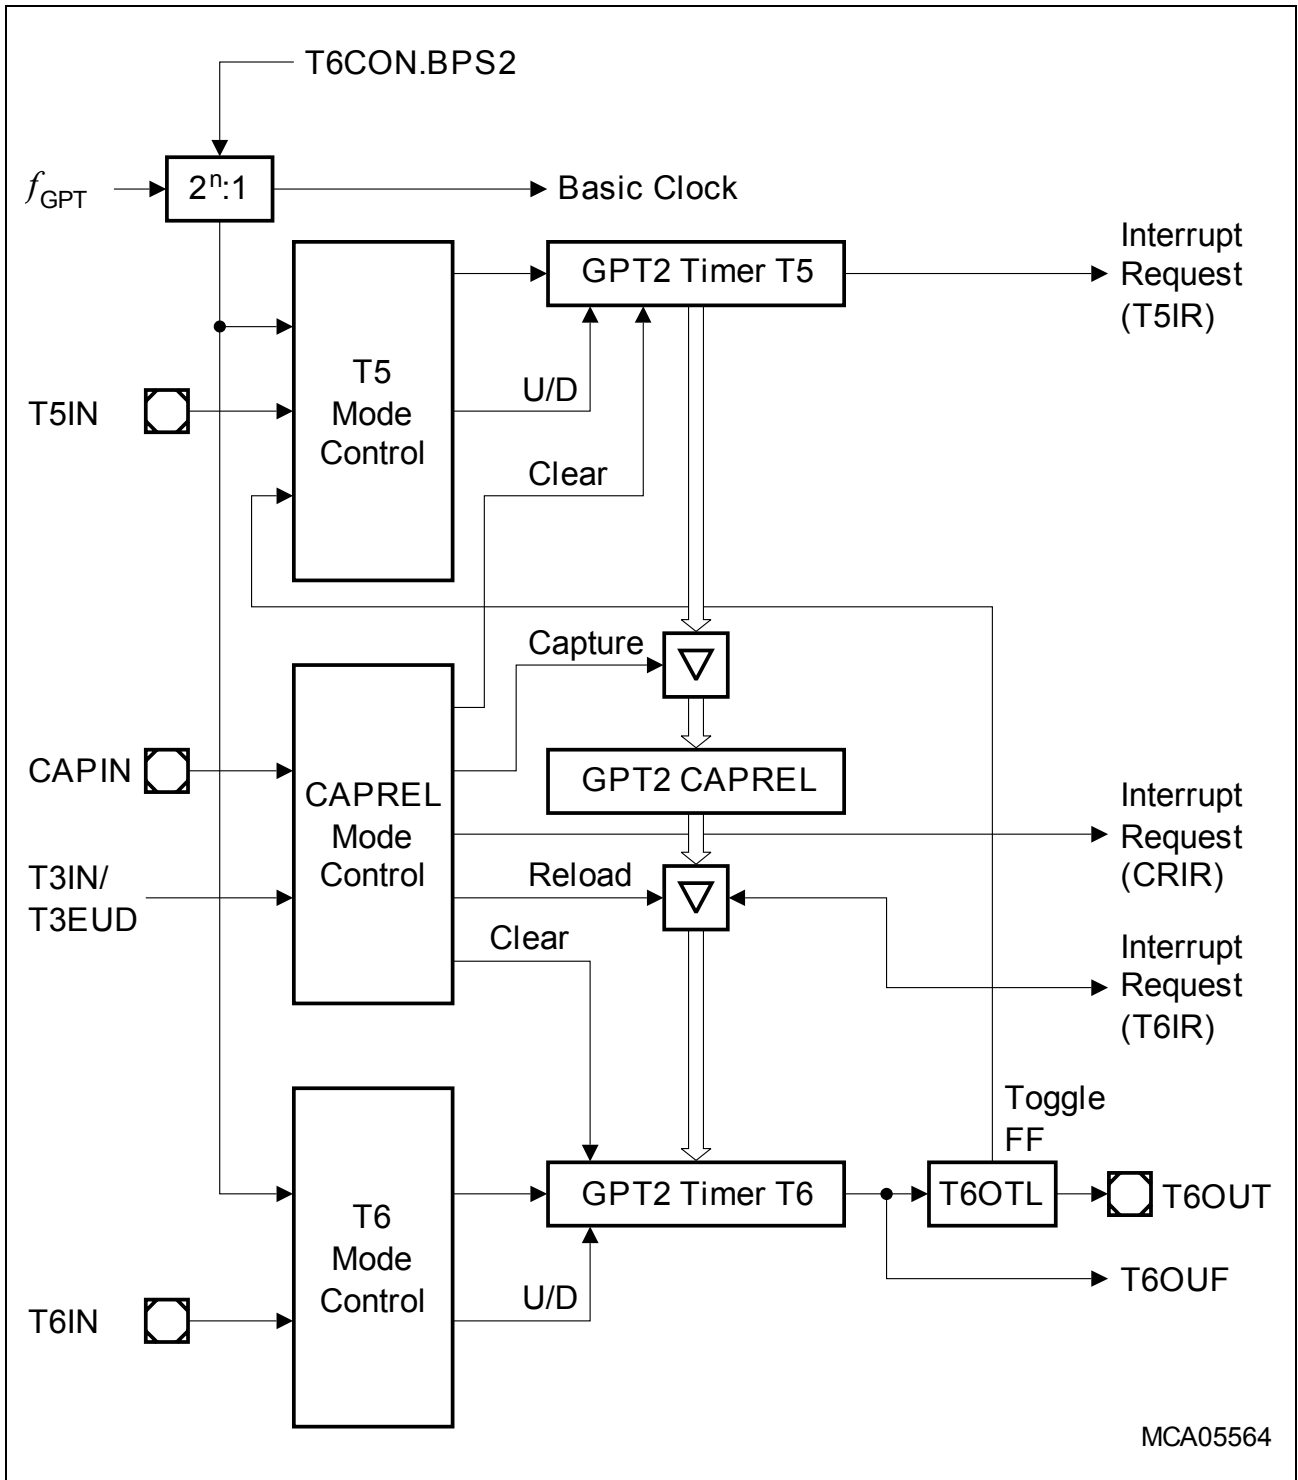 T6CON.BPS2
fGPT
2n:1
Basic Clock
GPT2 Timer T5
Interrupt
Request
(T5IR)
T5
Mode
Control
U/D
T5IN
Clear
Capture
CAPIN
CAPREL
Mode
Control
GPT2 CAPREL
Interrupt
Request
(CRIR)
T3IN/
T3EUD
Reload
Clear
Interrupt
Request
(T6IR)
Toggle
FF
T6
Mode
Control
GPT2 Timer T6
T6OTL
T6OUT
U/D
T6OUF
T6IN
MCA05564